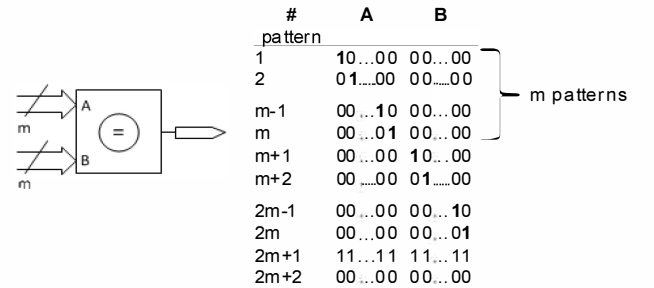 # A B
pattern
1 10...00 00...00
2 01.....00 00......00
m-1 00...10 00...00
m 00...01 00...00
m+1 00...00 10...00
m+2 00......00 01......00
2m-1 00...00 00...10
2m 00...00 00...01
2m+1 11...11 11...11
2m+2 00...00 00...00
m patterns
A
=
m
B
m